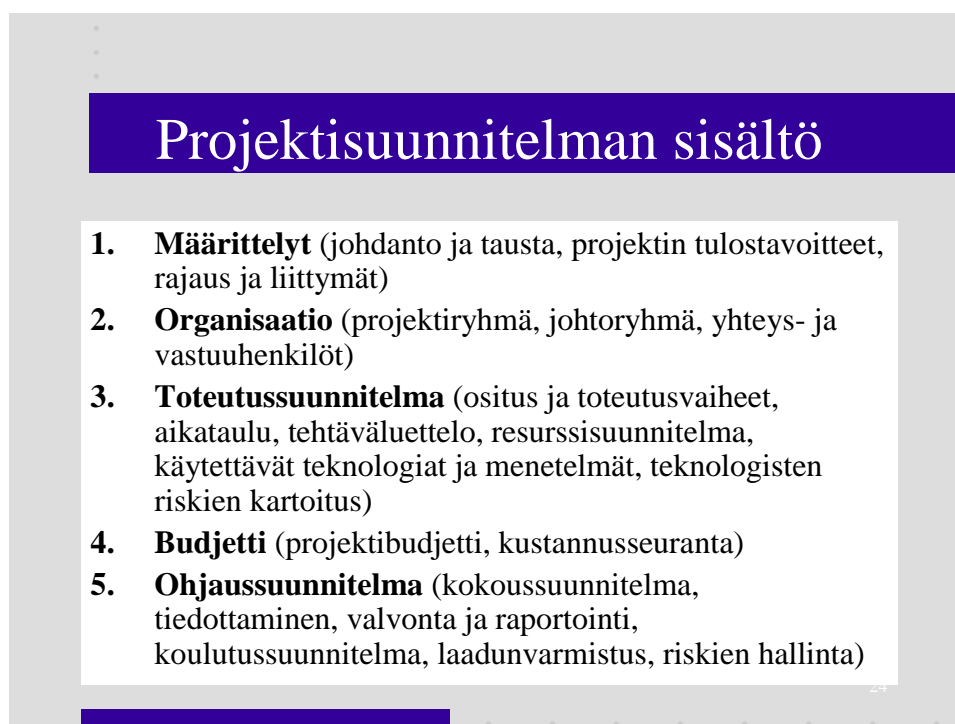 Projektisuunnitelman sisältö
1. Määrittelyt (johdanto ja tausta, projektin tulostavoitteet,
rajaus ja liittymät)
2. Organisaatio (projektiryhmä, johtoryhmä, yhteys- ja
vastuuhenkilöt)
3. Toteutussuunnitelma (ositus ja toteutusvaiheet,
aikataulu, tehtäväluettelo, resurssisuunnitelma,
käytettävät teknologiat ja menetelmät, teknologisten
riskien kartoitus)
4. Budjetti (projektibudjetti, kustannusseuranta)
5. Ohjaussuunnitelma (kokoussuunnitelma,
tiedottaminen, valvonta ja raportointi,
koulutussuunnitelma, laadunvarmistus, riskien hallinta)
24